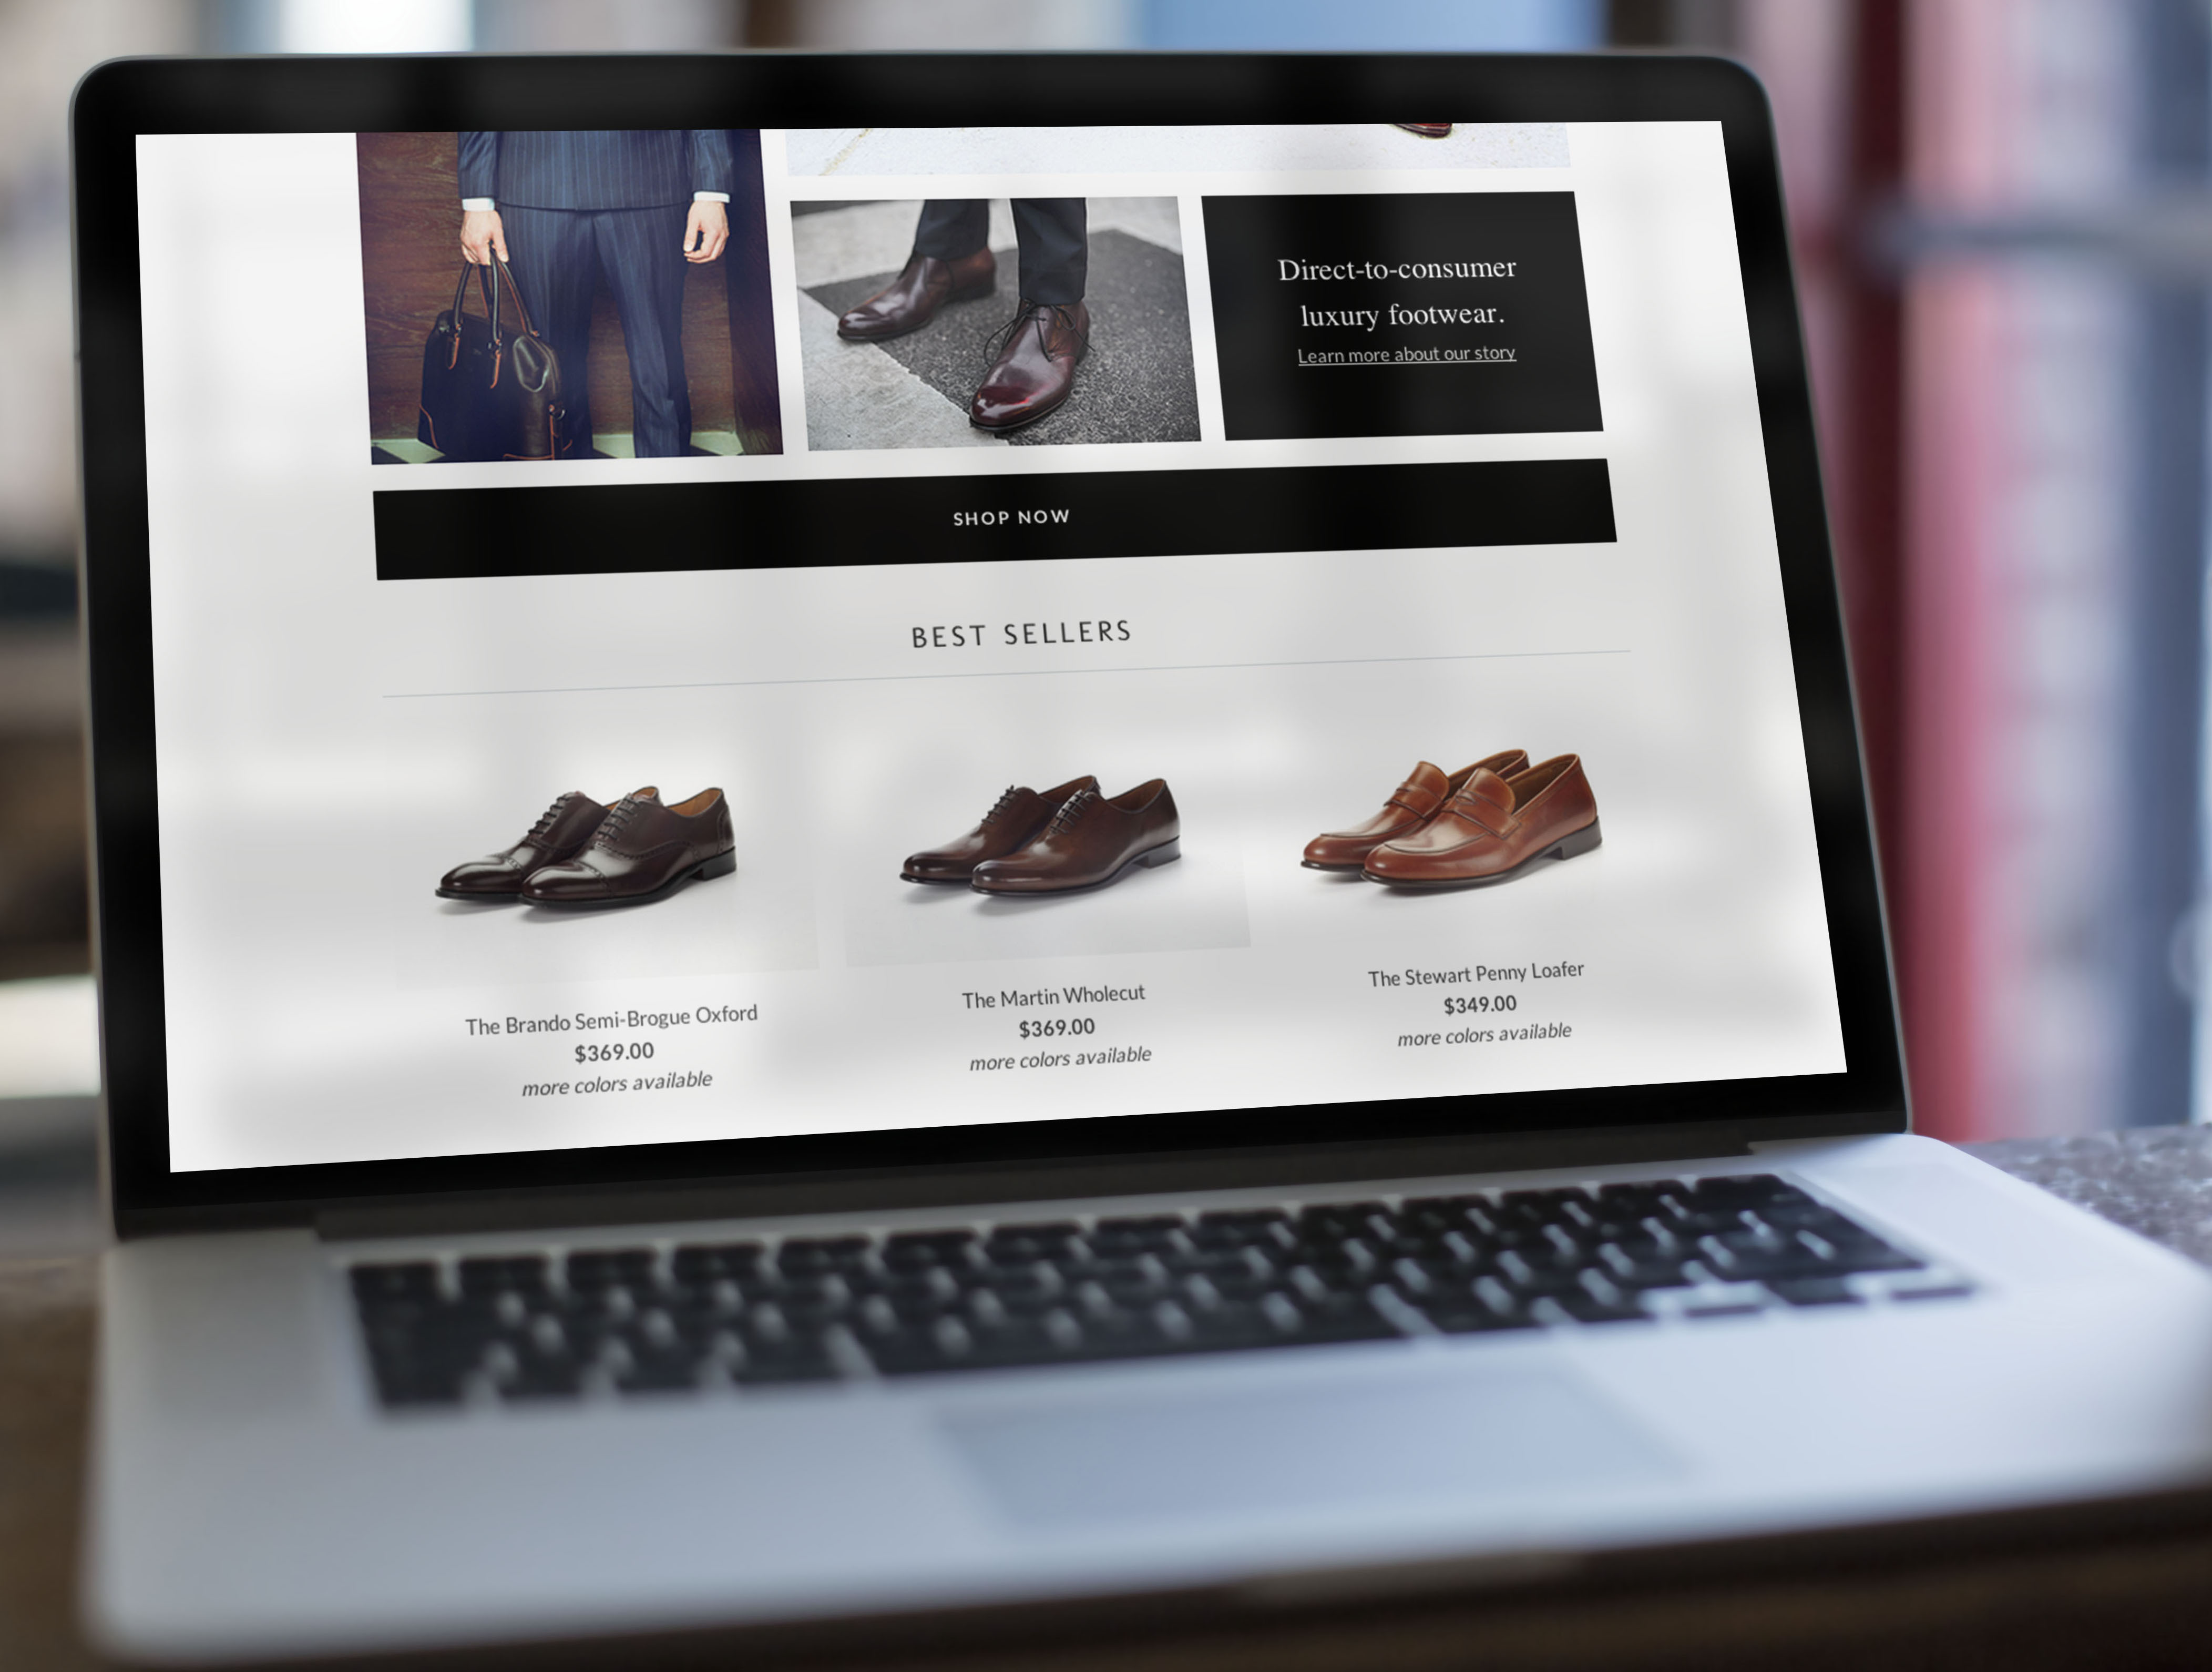 Direct-to-consumer
luxury footwear.
Learn more about our story
SHOP NOW
BEST SELLERS
The Brando Semi-Brogue Oxford
$369.00
more colors available
The Martin Wholecut
$369.00
more colors available
The Stewart Penny Loafer
$349.00
more colors available